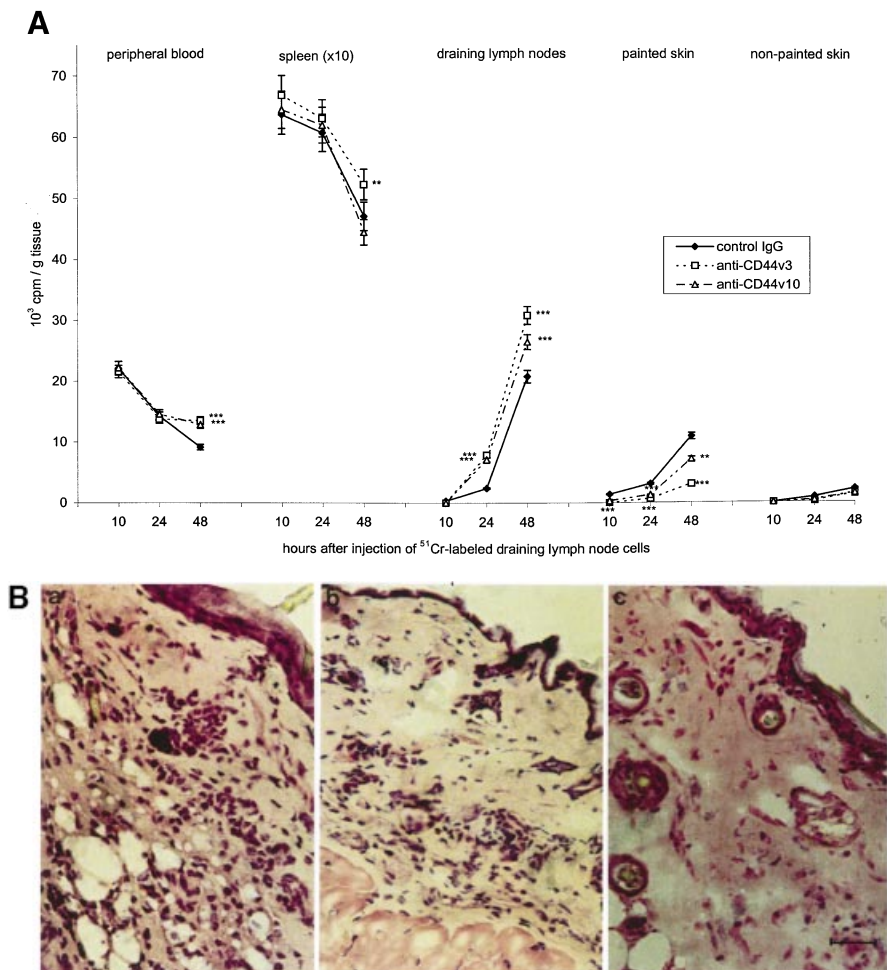 A
peripheral blood
spleen (x10)
draining lymph nodes
painted skin
non-painted skin
70
60
50
40
30
20
10
0
10³ cpm / g tissue
**
***
***
***
***
***
***
control IgG
anti-CD44v3
anti-CD44v10
**
***
***
***
***
10 24 48
10 24 48
10 24 48
10 24 48
10 24 48
hours after injection of ⁵¹Cr-labeled draining lymph node cells
B
a
b
c